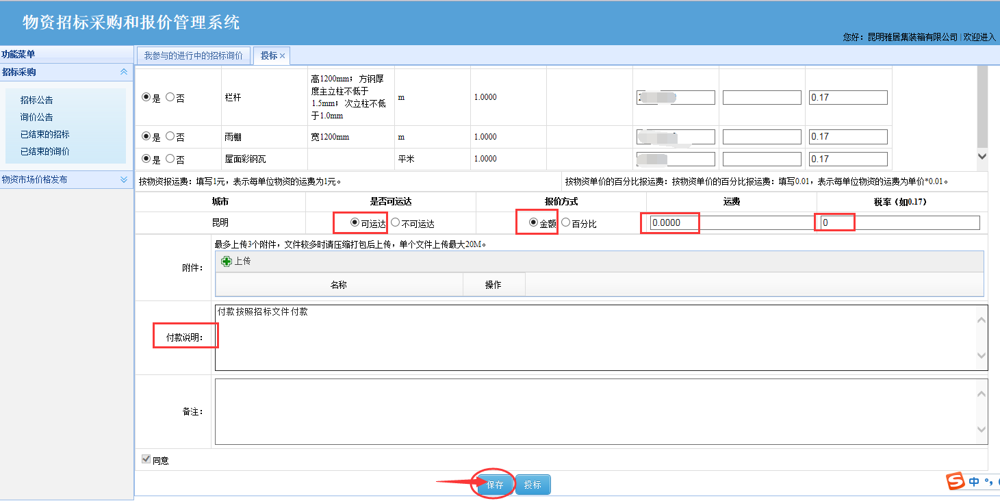 物资招标采购和报价管理系统
您好：昆明雅居集装箱有限公司 | 欢迎进入
功能菜单
招标采购
招标公告
询价公告
已结束的招标
已结束的询价
物资市场价格发布
我参与的进行中的招标询价 投标 ×
是 否 栏杆 高1200mm；方钢厚 m 1.0000 0.17
度主立柱不低于
1.5mm；次立柱不低
于1.0mm
是 否 雨棚 宽1200mm m 1.0000 0.17
是 否 屋面彩钢瓦 平米 1.0000 0.17
按物资报运费：填写1元，表示每单位物资的运费为1元。 按物资单价的百分比报运费：按物资单价的百分比报运费：填写0.01，表示每单位物资的运费为单价*0.01。
城市 是否可运达 报价方式 运费 税率（如0.17）
昆明 可运达 不可运达 金额 百分比 0.0000 0
附件：
最多上传3个附件，文件较多时请压缩打包后上传，单个文件上传最大20M。
上传
名称 操作
付款说明：
付款按照招标文件付款
备注：
同意
保存 投标
S 中 °，